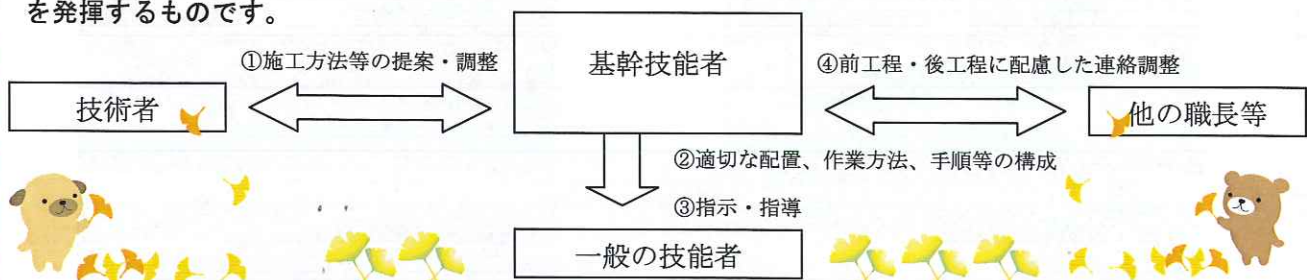 を発揮するものです。
①施工方法等の提案・調整
基幹技能者
④前工程・後工程に配慮した連絡調整
技術者
他の職長等
②適切な配置、作業方法、手順等の構成
③指示・指導
一般の技能者